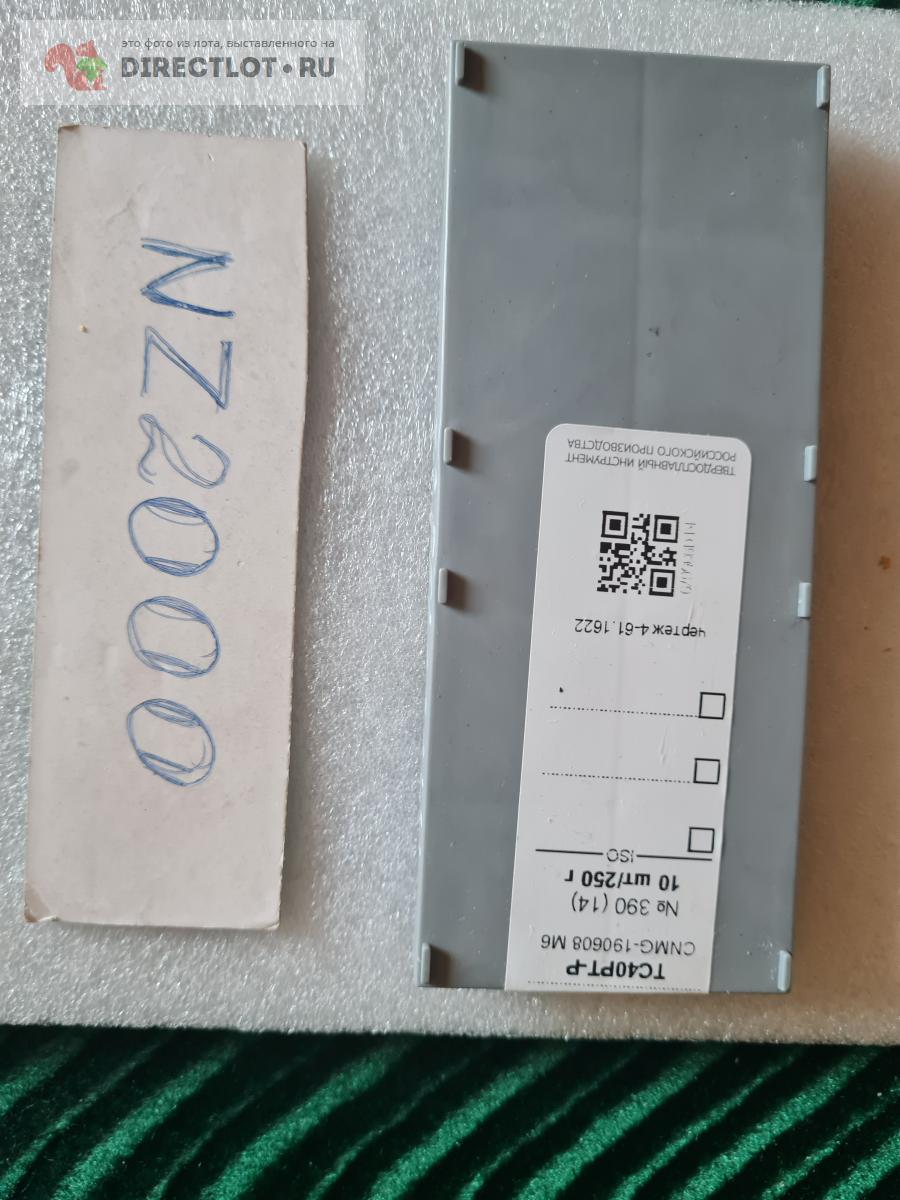 это фото из лота, выставленного на
DIRECTLOT.RU
NZ2000
TC40PT-P
CNMG-190608 M6
№ 390 (14)
10 шт/250 г
ISO
чертеж 4-61.1622
ТВЕРДОСПЛАВНЫЙ ИНСТРУМЕНТ
РОССИЙСКОГО ПРОИЗВОДСТВА